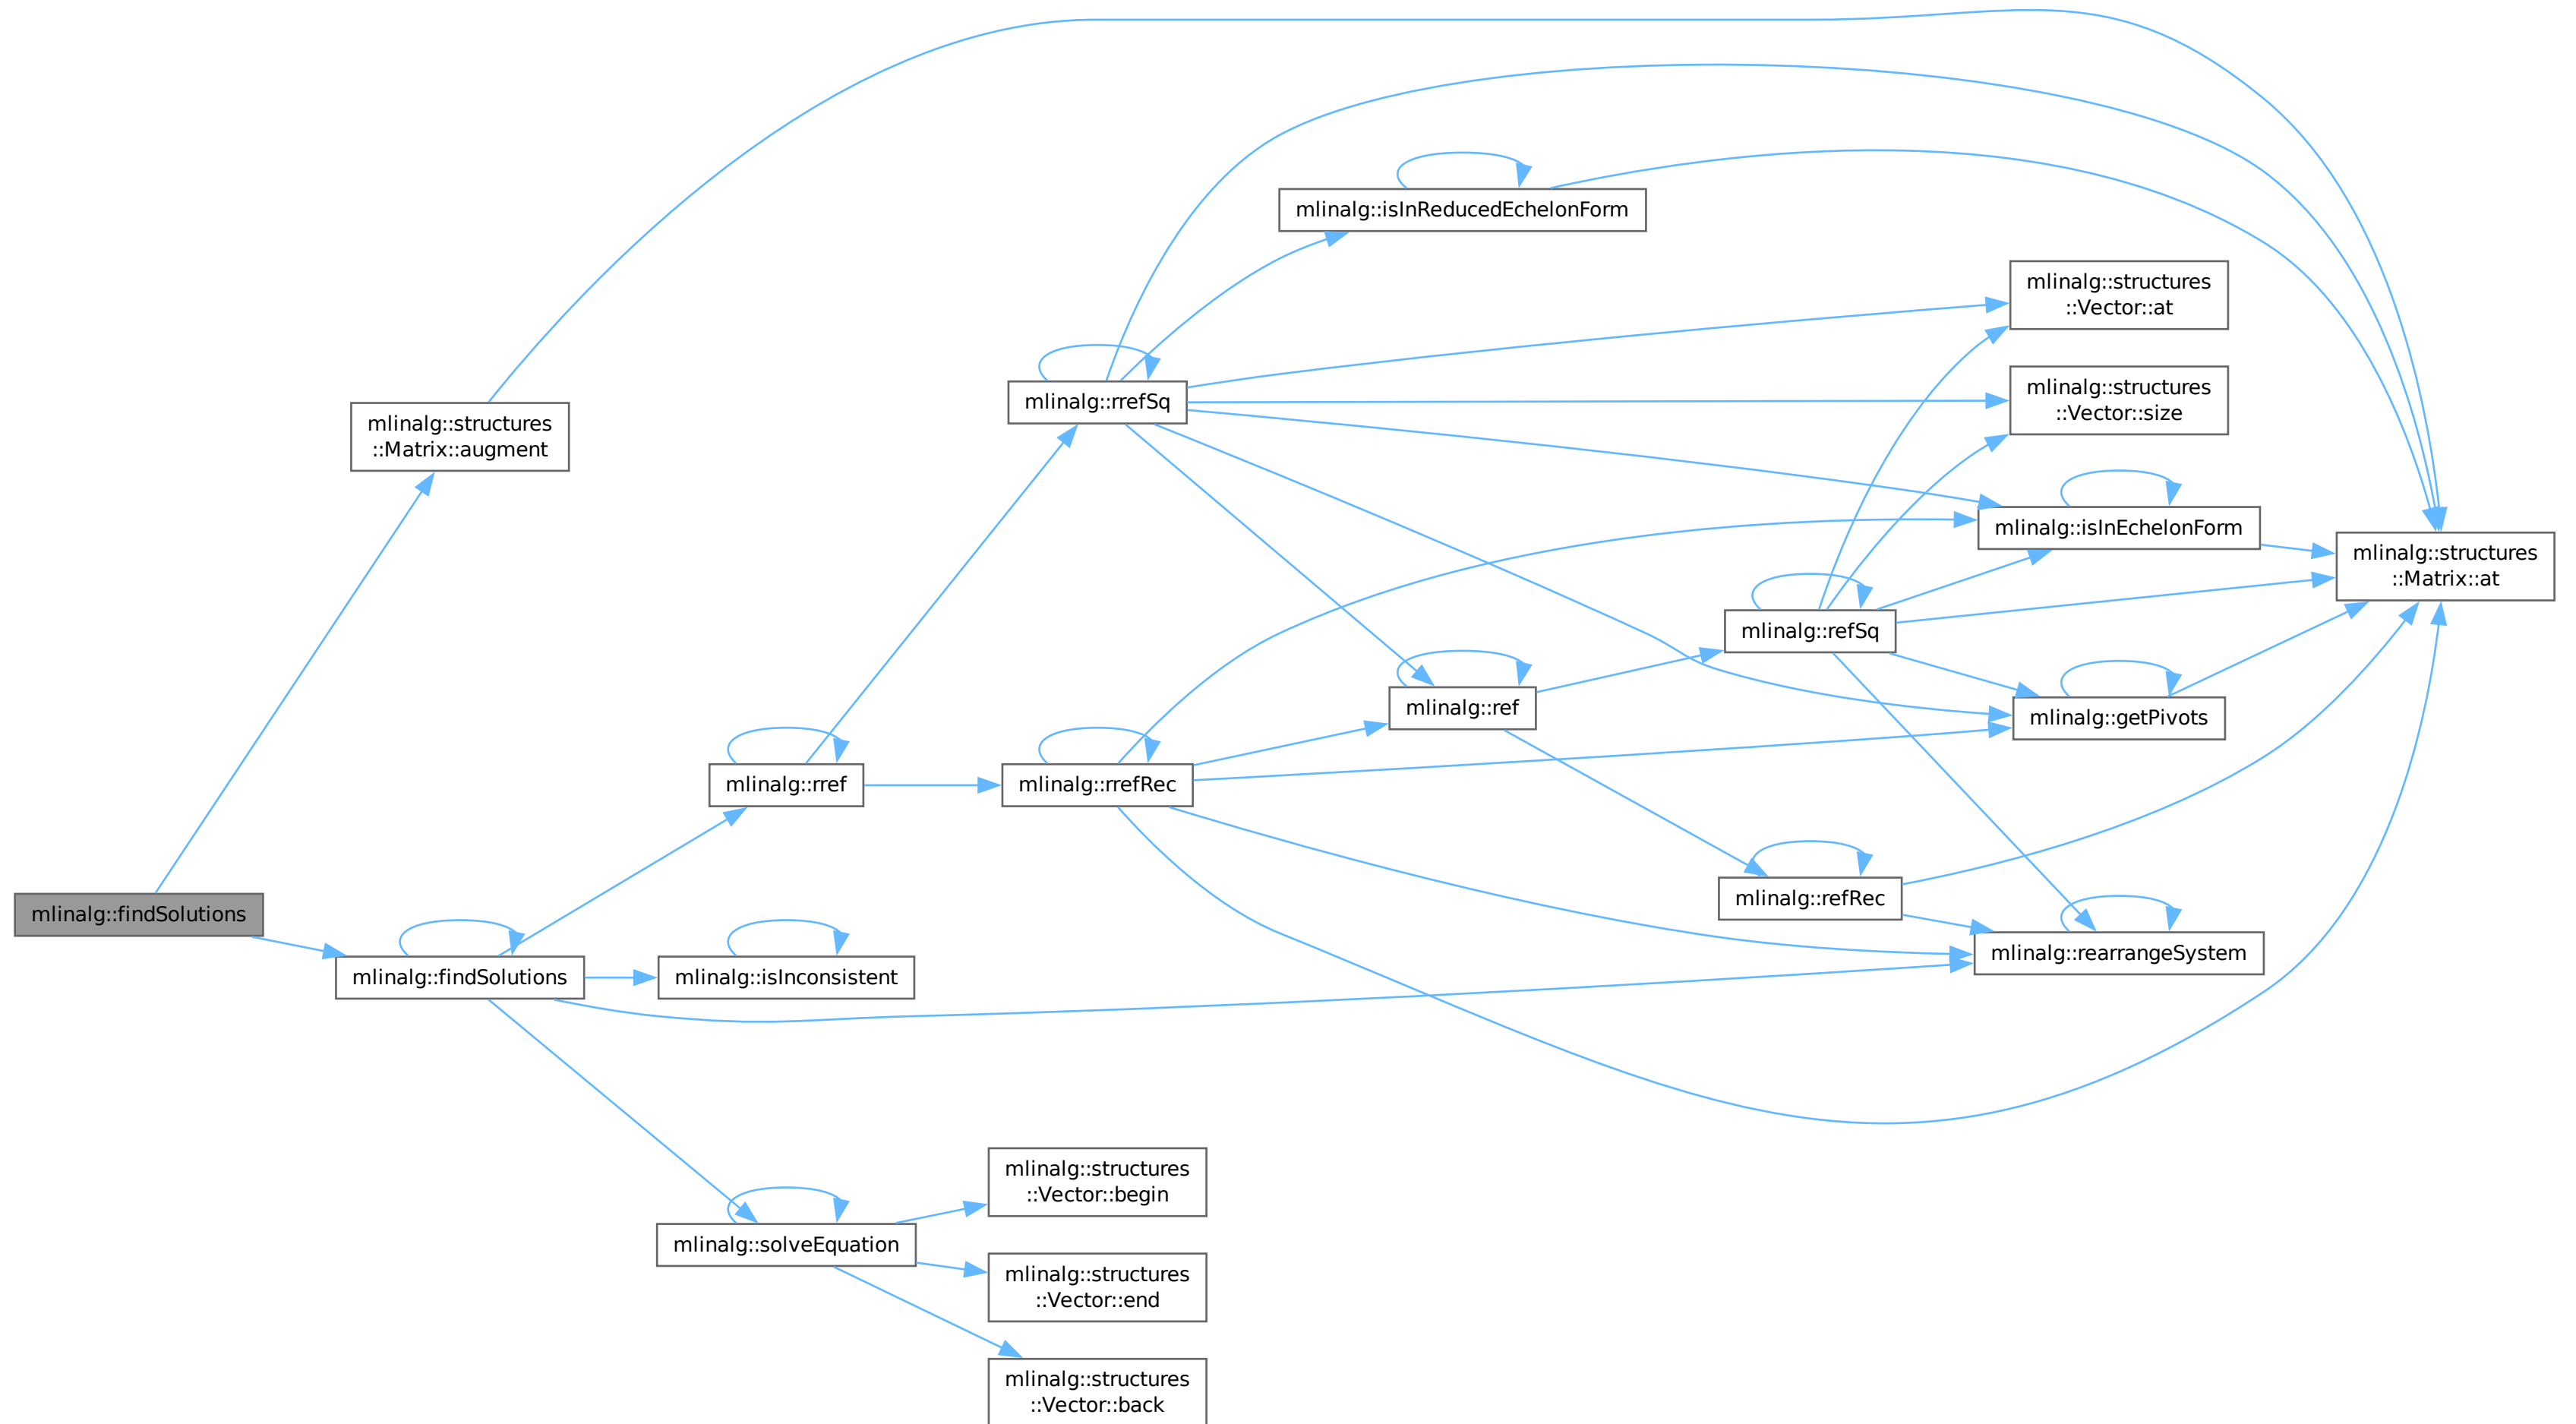 mlinalg::findSolutions
mlinalg::structures
::Matrix::augment
mlinalg::findSolutions
mlinalg::rref
mlinalg::isInconsistent
mlinalg::solveEquation
mlinalg::rrefSq
mlinalg::rrefRec
mlinalg::structures
::Vector::begin
mlinalg::structures
::Vector::end
mlinalg::structures
::Vector::back
mlinalg::isInReducedEchelonForm
mlinalg::ref
mlinalg::refSq
mlinalg::refRec
mlinalg::structures
::Vector::at
mlinalg::structures
::Vector::size
mlinalg::isInEchelonForm
mlinalg::getPivots
mlinalg::rearrangeSystem
mlinalg::structures
::Matrix::at